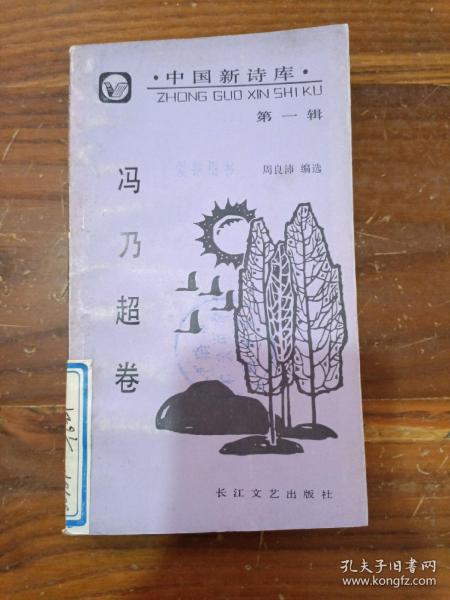 ·中国新诗库·
ZHONG GUO XIN SHI KU
第一辑
周良沛 编选
冯乃超卷
长江文艺出版社
孔夫子旧书网
www.kongfz.com